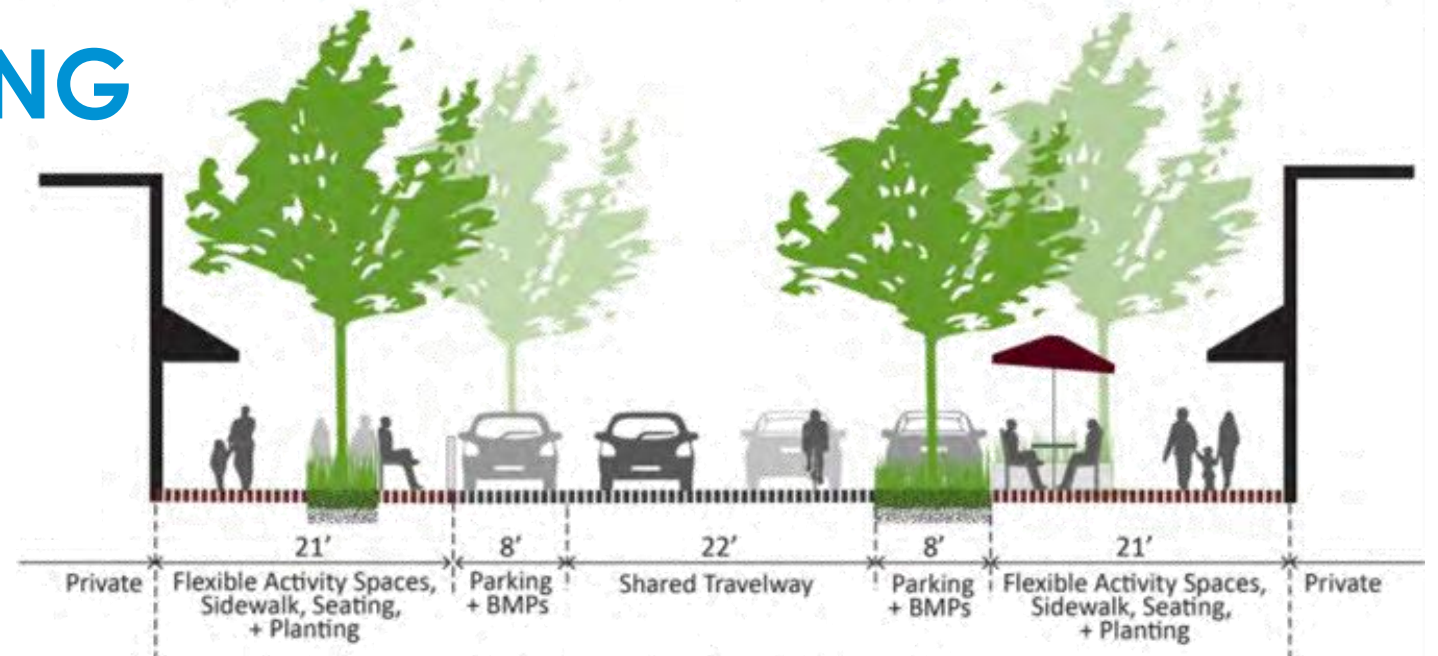 NG
21’
8’
22’
8’
21’
Private
Flexible Activity Spaces,
Sidewalk, Seating,
+ Planting
Parking
+ BMPs
Shared Travelway
Parking
+ BMPs
Flexible Activity Spaces,
Sidewalk, Seating,
+ Planting
Private